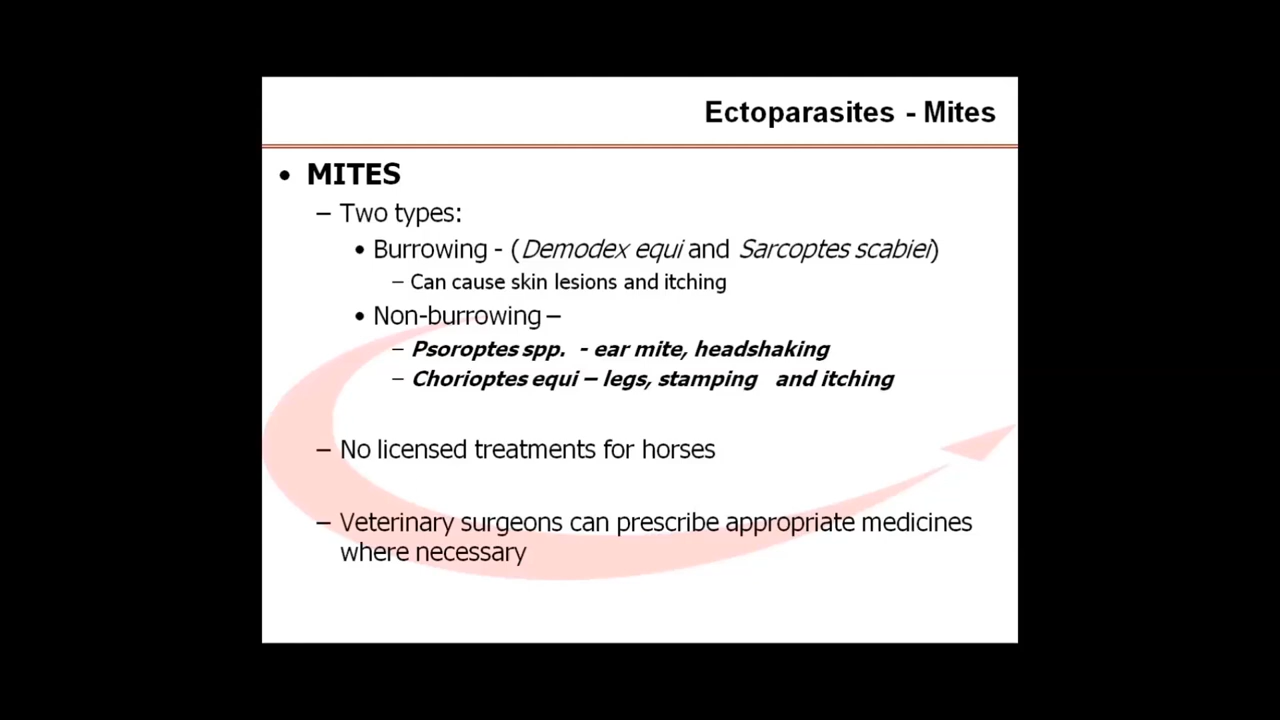 Ectoparasites - Mites
• MITES
– Two types:
• Burrowing - (Demodex equi and Sarcoptes scabiei)
– Can cause skin lesions and itching
• Non-burrowing –
– Psoroptes spp. - ear mite, headshaking
– Chorioptes equi – legs, stamping and itching
– No licensed treatments for horses
– Veterinary surgeons can prescribe appropriate medicines
where necessary